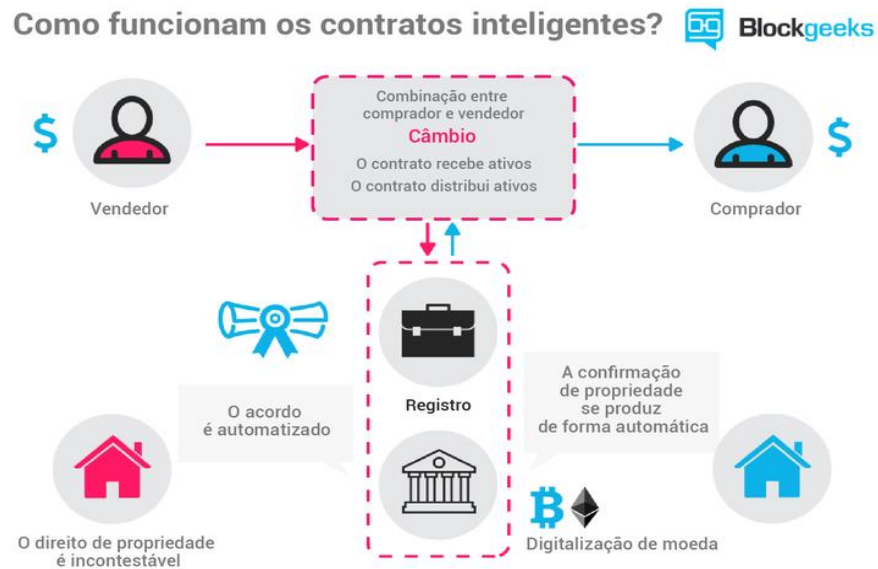 Como funcionam os contratos inteligentes?
Blockgeeks
Combinação entre
comprador e vendedor
Câmbio
O contrato recebe ativos
O contrato distribui ativos
$
Vendedor
$
Comprador
O acordo
é automatizado
Registro
A confirmação
de propriedade
se produz
de forma automática
O direito de propriedade
é incontestável
Digitalização de moeda